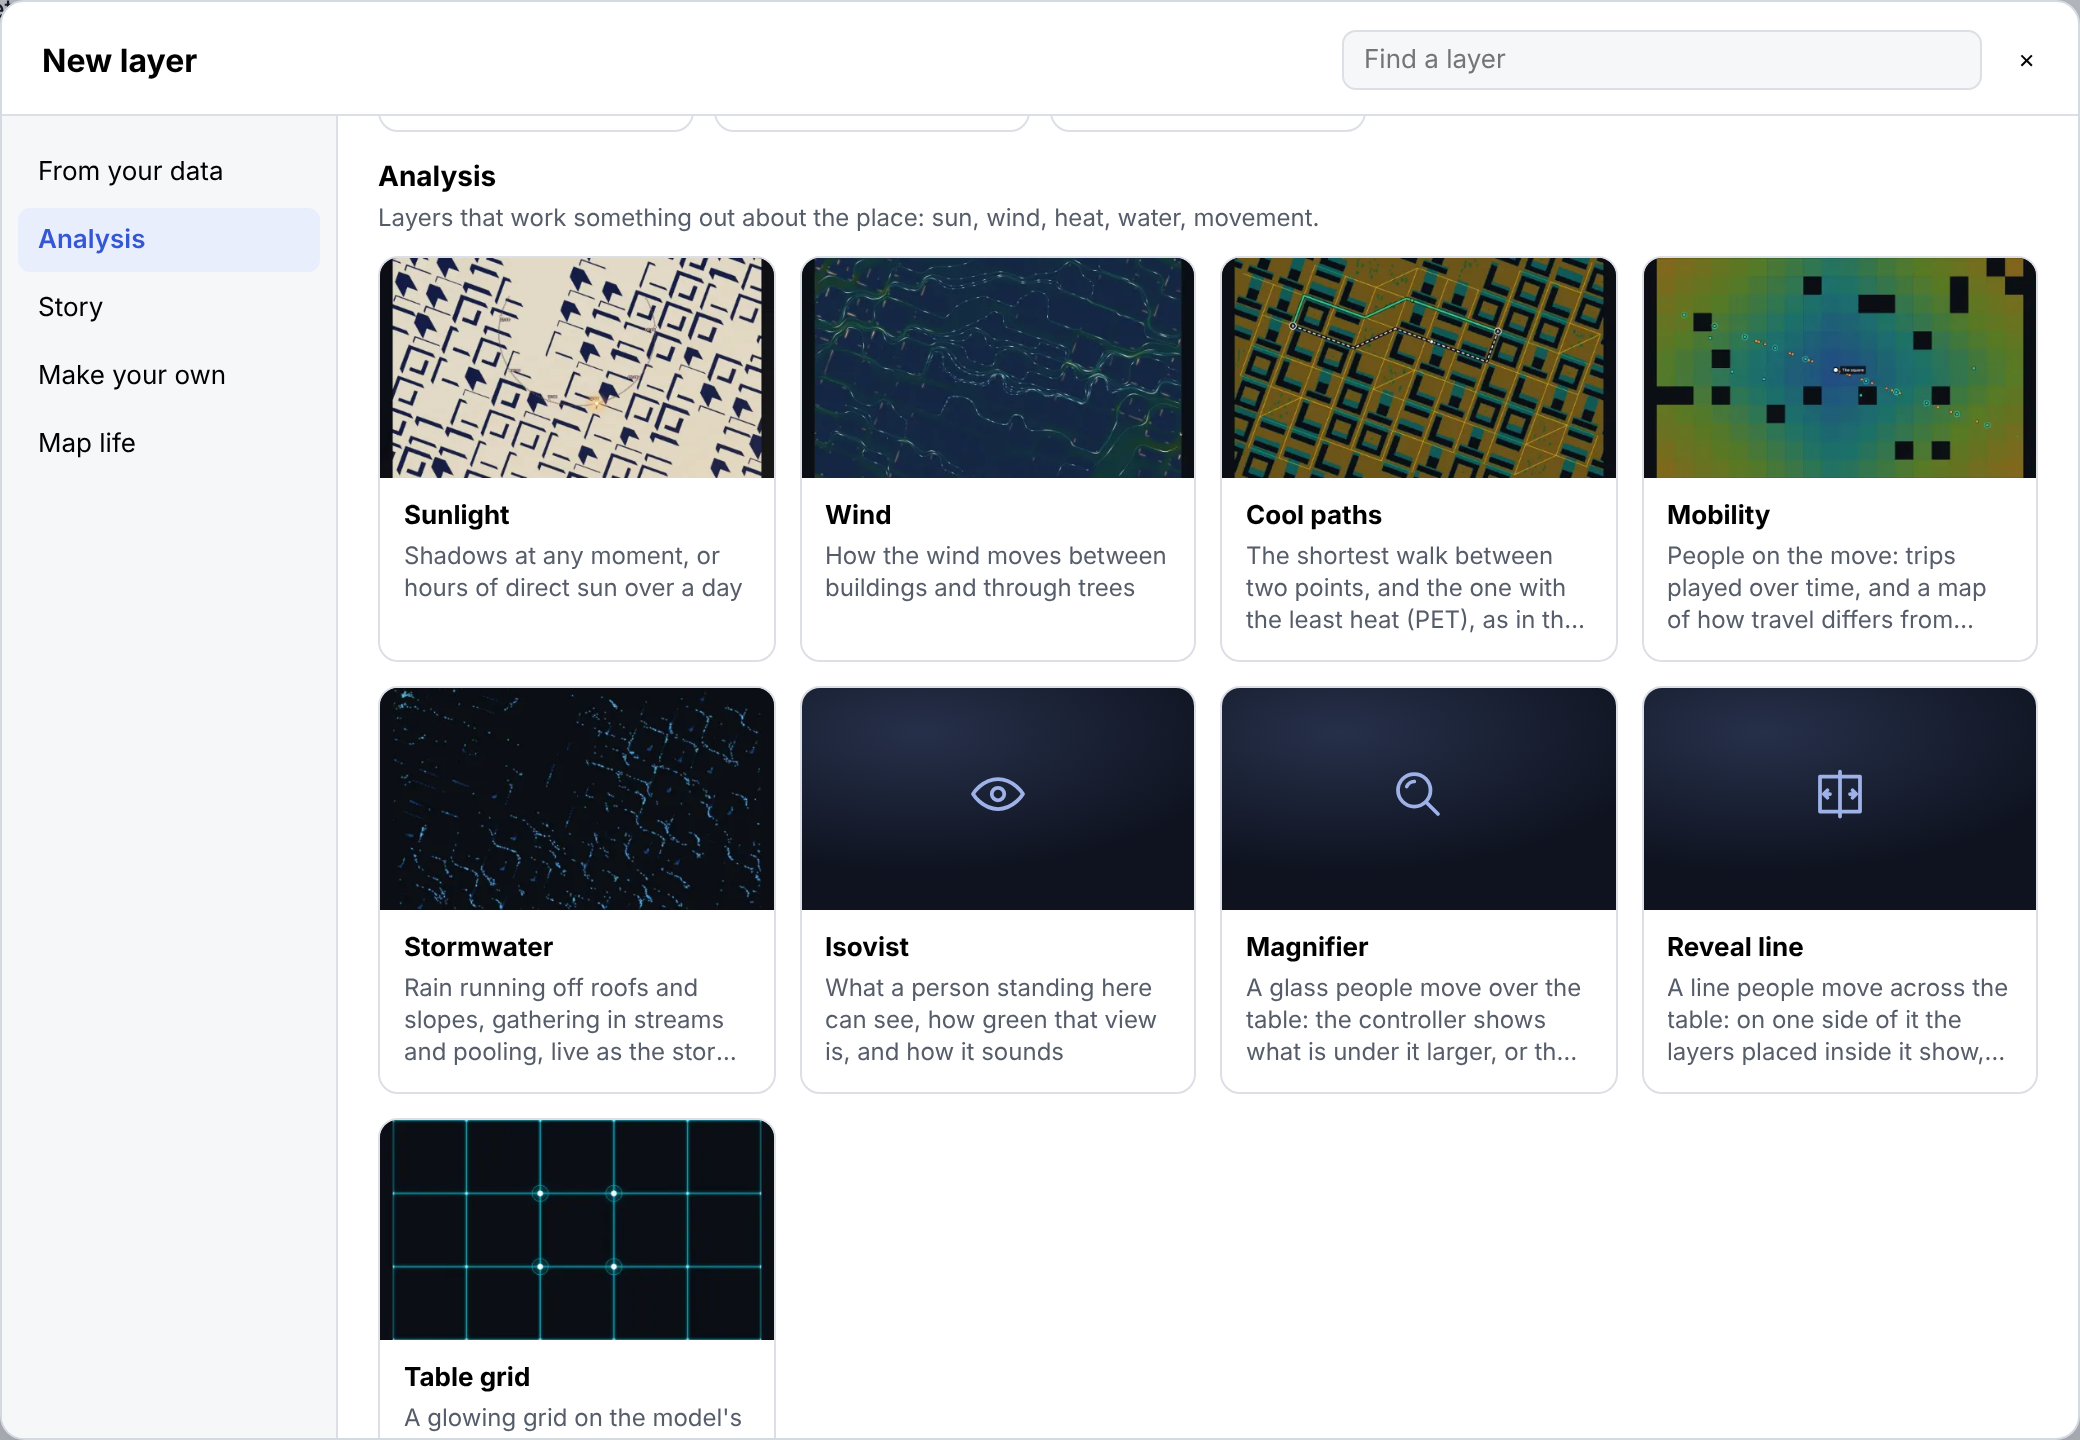 New layer
Find a layer
From your data
Analysis
Story
Make your own
Map life
Analysis
Layers that work something out about the place: sun, wind, heat, water, movement.
Sunlight
Shadows at any moment, or
hours of direct sun over a day
Wind
How the wind moves between
buildings and through trees
Cool paths
The shortest walk between
two points, and the one with
the least heat (PET), as in th...
Mobility
People on the move: trips
played over time, and a map
of how travel differs from...
Stormwater
Rain running off roofs and
slopes, gathering in streams
and pooling, live as the stor...
Isovist
What a person standing here
can see, how green that view
is, and how it sounds
Magnifier
A glass people move over the
table: the controller shows
what is under it larger, or th...
Reveal line
A line people move across the
table: on one side of it the
layers placed inside it show,...
Table grid
A glowing grid on the model's